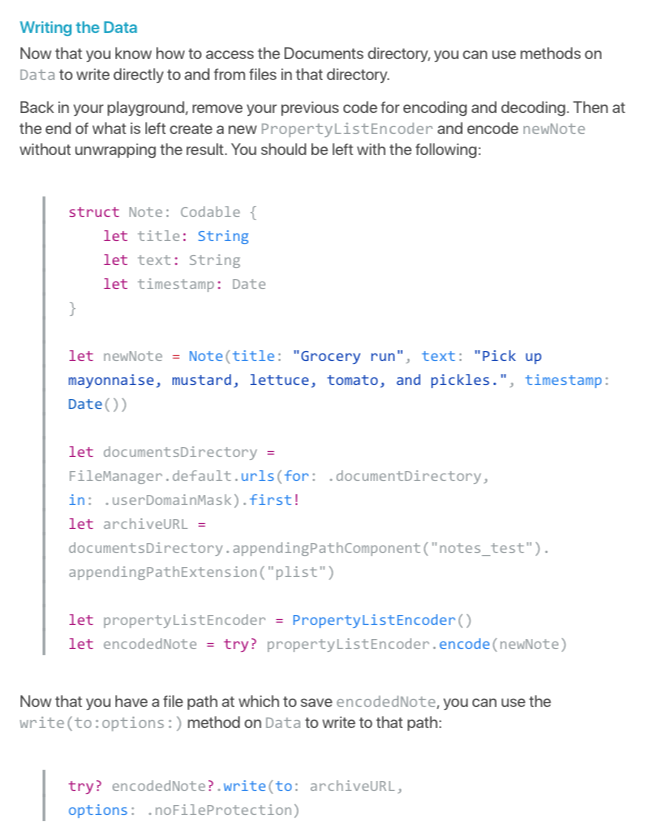 Writing the Data
Now that you know how to access the Documents directory, you can use methods on
Data to write directly to and from files in that directory.
Back in your playground, remove your previous code for encoding and decoding. Then at
the end of what is left create a new PropertyListEncoder and encode newNote
without unwrapping the result. You should be left with the following:
struct Note: Codable {
    let title: String
    let text: String
    let timestamp: Date
}
let newNote = Note(title: "Grocery run", text: "Pick up
mayonnaise, mustard, lettuce, tomato, and pickles.", timestamp:
Date())
let documentsDirectory =
FileManager.default.urls(for: .documentDirectory,
in: .userDomainMask).first!
let archiveURL =
documentsDirectory.appendingPathComponent("notes_test").
appendingPathExtension("plist")
let propertyListEncoder = PropertyListEncoder()
let encodedNote = try? propertyListEncoder.encode(newNote)
Now that you have a file path at which to save encodedNote, you can use the
write(to:options:) method on Data to write to that path:
try? encodedNote?.write(to: archiveURL,
options: .noFileProtection)